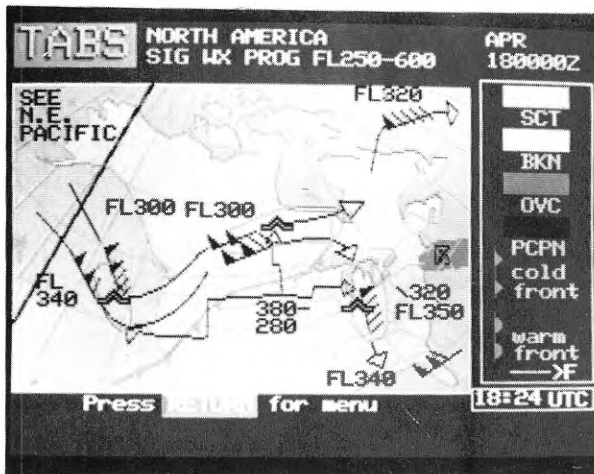 TABS
NORTH AMERICA
SIG WX PROG FL250-600
APR
180000Z
SEE
N.E.
PACIFIC
FL320
FL300 FL300
FL
340
380-
280
\320
FL350
FL340
R
SCT
BKN
OVC
PCPN
cold
front
warm
front
F
Press RETURN for menu
18:24 UTC